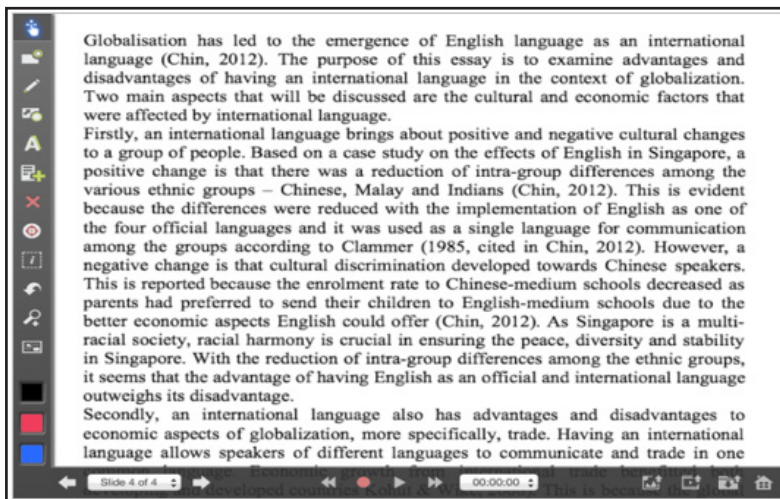 Globalisation has led to the emergence of English language as an international
language (Chin, 2012). The purpose of this essay is to examine advantages and
disadvantages of having an international language in the context of globalization.
Two main aspects that will be discussed are the cultural and economic factors that
were affected by international language.
Firstly, an international language brings about positive and negative cultural changes
to a group of people. Based on a case study on the effects of English in Singapore, a
positive change is that there was a reduction of intra-group differences among the
various ethnic groups – Chinese, Malay and Indians (Chin, 2012). This is evident
because the differences were reduced with the implementation of English as one of
the four official languages and it was used as a single language for communication
among the groups according to Clammer (1985, cited in Chin, 2012). However, a
negative change is that cultural discrimination developed towards Chinese speakers.
This is reported because the enrolment rate to Chinese-medium schools decreased as
parents had preferred to send their children to English-medium schools due to the
better economic aspects English could offer (Chin, 2012). As Singapore is a multi-
racial society, racial harmony is crucial in ensuring the peace, diversity and stability
in Singapore. With the reduction of intra-group differences among the ethnic groups,
it seems that the advantage of having English as an official and international language
outweighs its disadvantage.
Secondly, an international language also has advantages and disadvantages to
economic aspects of globalization, more specifically, trade. Having an international
language allows speakers of different languages to communicate and trade in one
language. Economic growth from trade
Slide 4 of 4 00:00:00
and developed countries This is